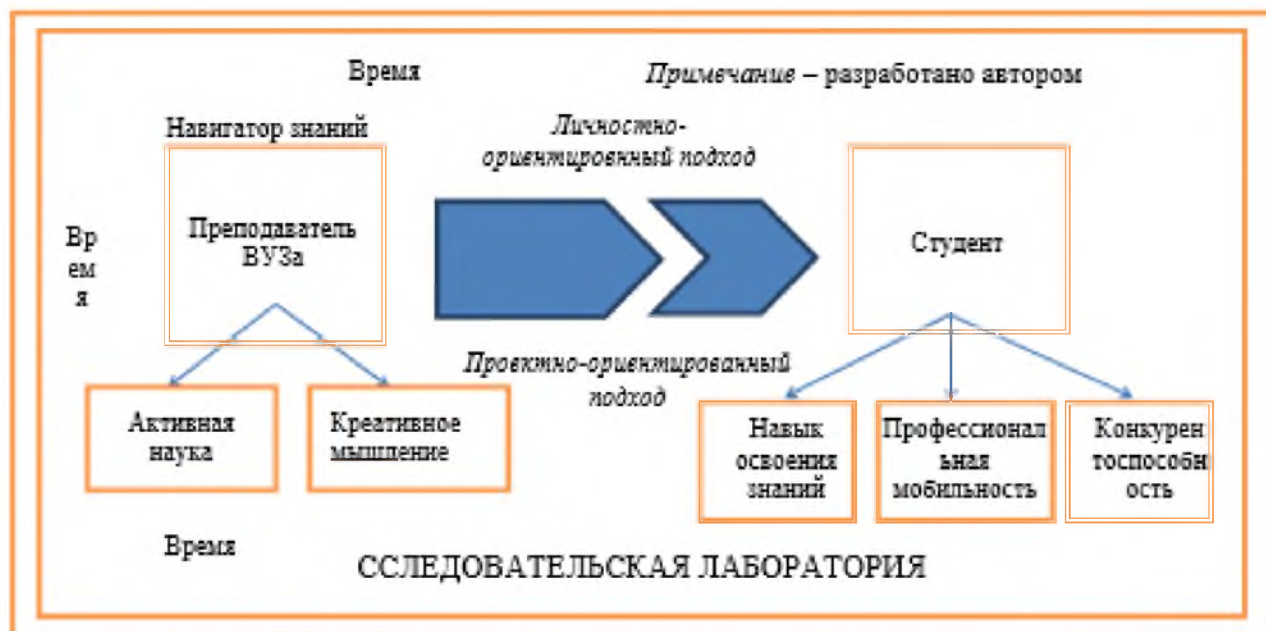 Время
Примечание – разработано автором
Навигатор знаний
Личностно-
ориентировнный подход
Преподаватель
ВУЗа
Вр
ем
я
Студент
Проектно-ориентированный
подход
Активная
наука
Креативное
мышление
Навык
освоения
знаний
Профессионал
ьная
мобильность
Конкурен
тоспособн
ость
Время
ССЛЕДОВАТЕЛЬСКАЯ ЛАБОРАТОРИЯ